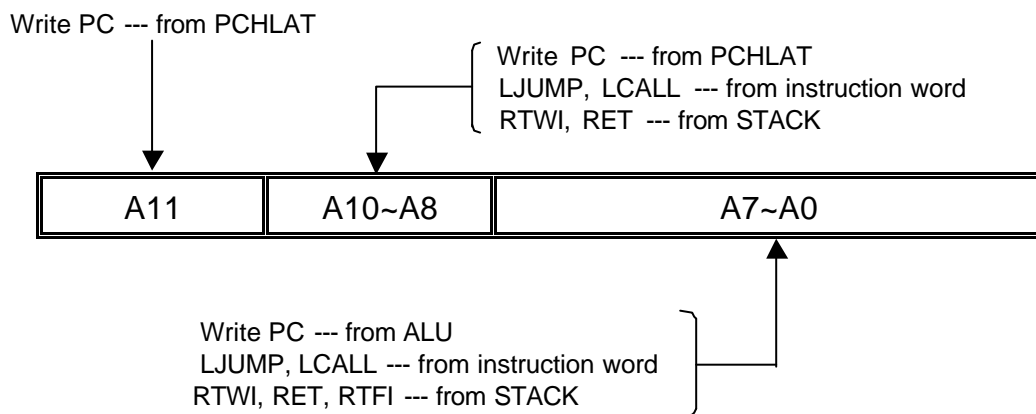 Write PC --- from PCHLAT
Write PC --- from PCHLAT
LJUMP, LCALL --- from instruction word
RTWI, RET --- from STACK
A11 A10~A8 A7~A0
Write PC --- from ALU
LJUMP, LCALL --- from instruction word
RTWI, RET, RTFI --- from STACK